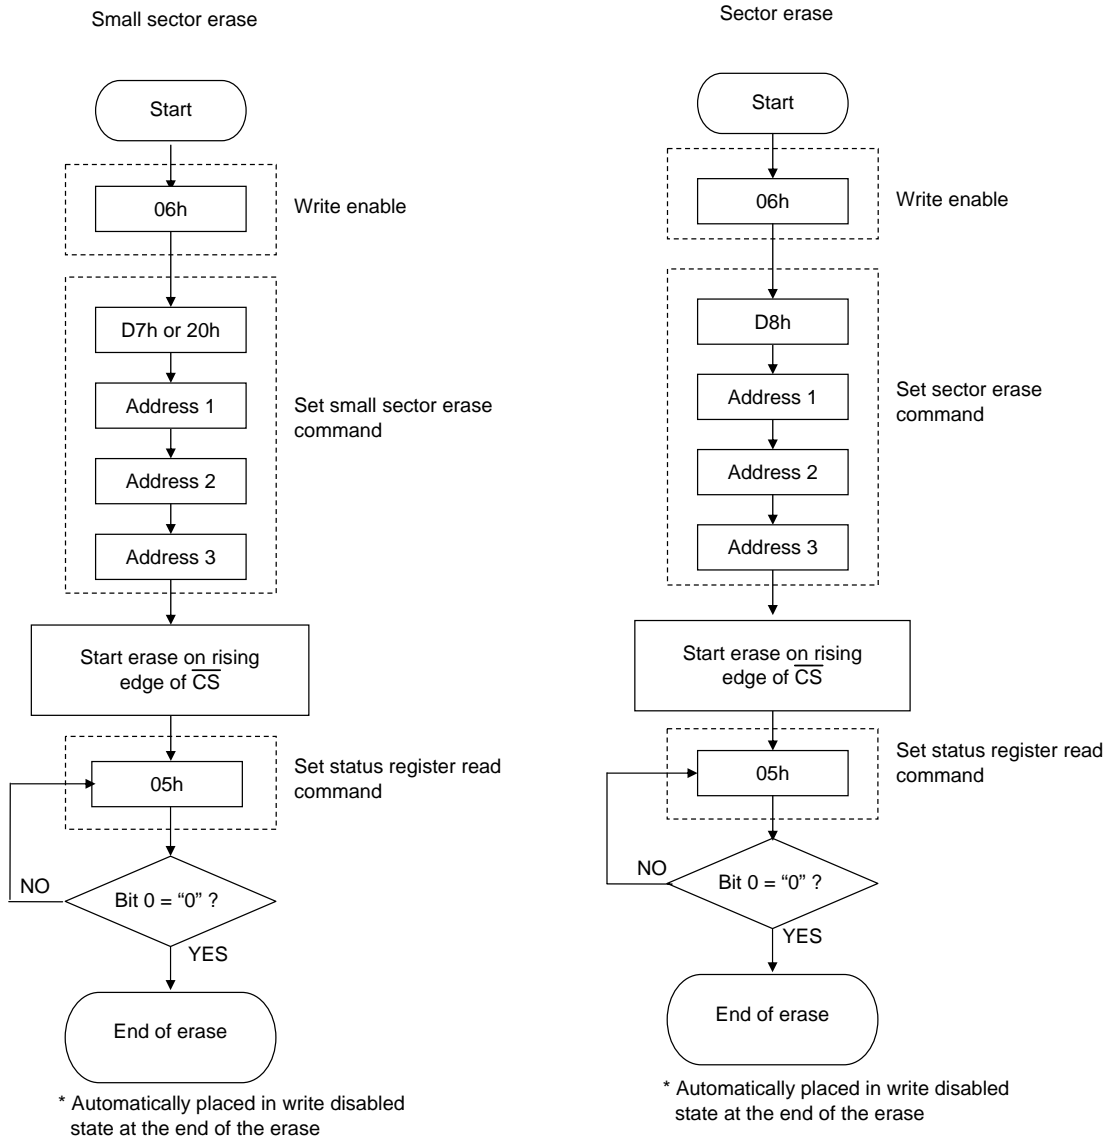 Small sector erase
Start
06h
Write enable
D7h or 20h
Address 1
Address 2
Address 3
Set small sector erase
command
Start erase on rising
edge of C̅S̅
05h
Set status register read
command
Bit 0 = “0” ?
NO
YES
End of erase
* Automatically placed in write disabled
state at the end of the erase
Sector erase
Start
06h
Write enable
D8h
Address 1
Address 2
Address 3
Set sector erase
command
Start erase on rising
edge of C̅S̅
05h
Set status register read
command
Bit 0 = “0” ?
NO
YES
End of erase
* Automatically placed in write disabled
state at the end of the erase